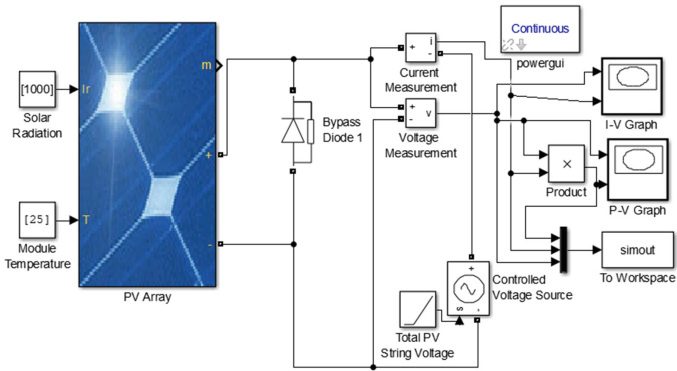 Continuous
powergui
m
i
+
-
Current
Measurement
[1000]
Ir
Solar
Radiation
+
-
v
Voltage
Measurement
Bypass
Diode 1
I-V Graph
+
×
Product
P-V Graph
[25]
T
Module
Temperature
-
simout
To Workspace
PV Array
+
s
-
Controlled
Voltage Source
Total PV
String Voltage